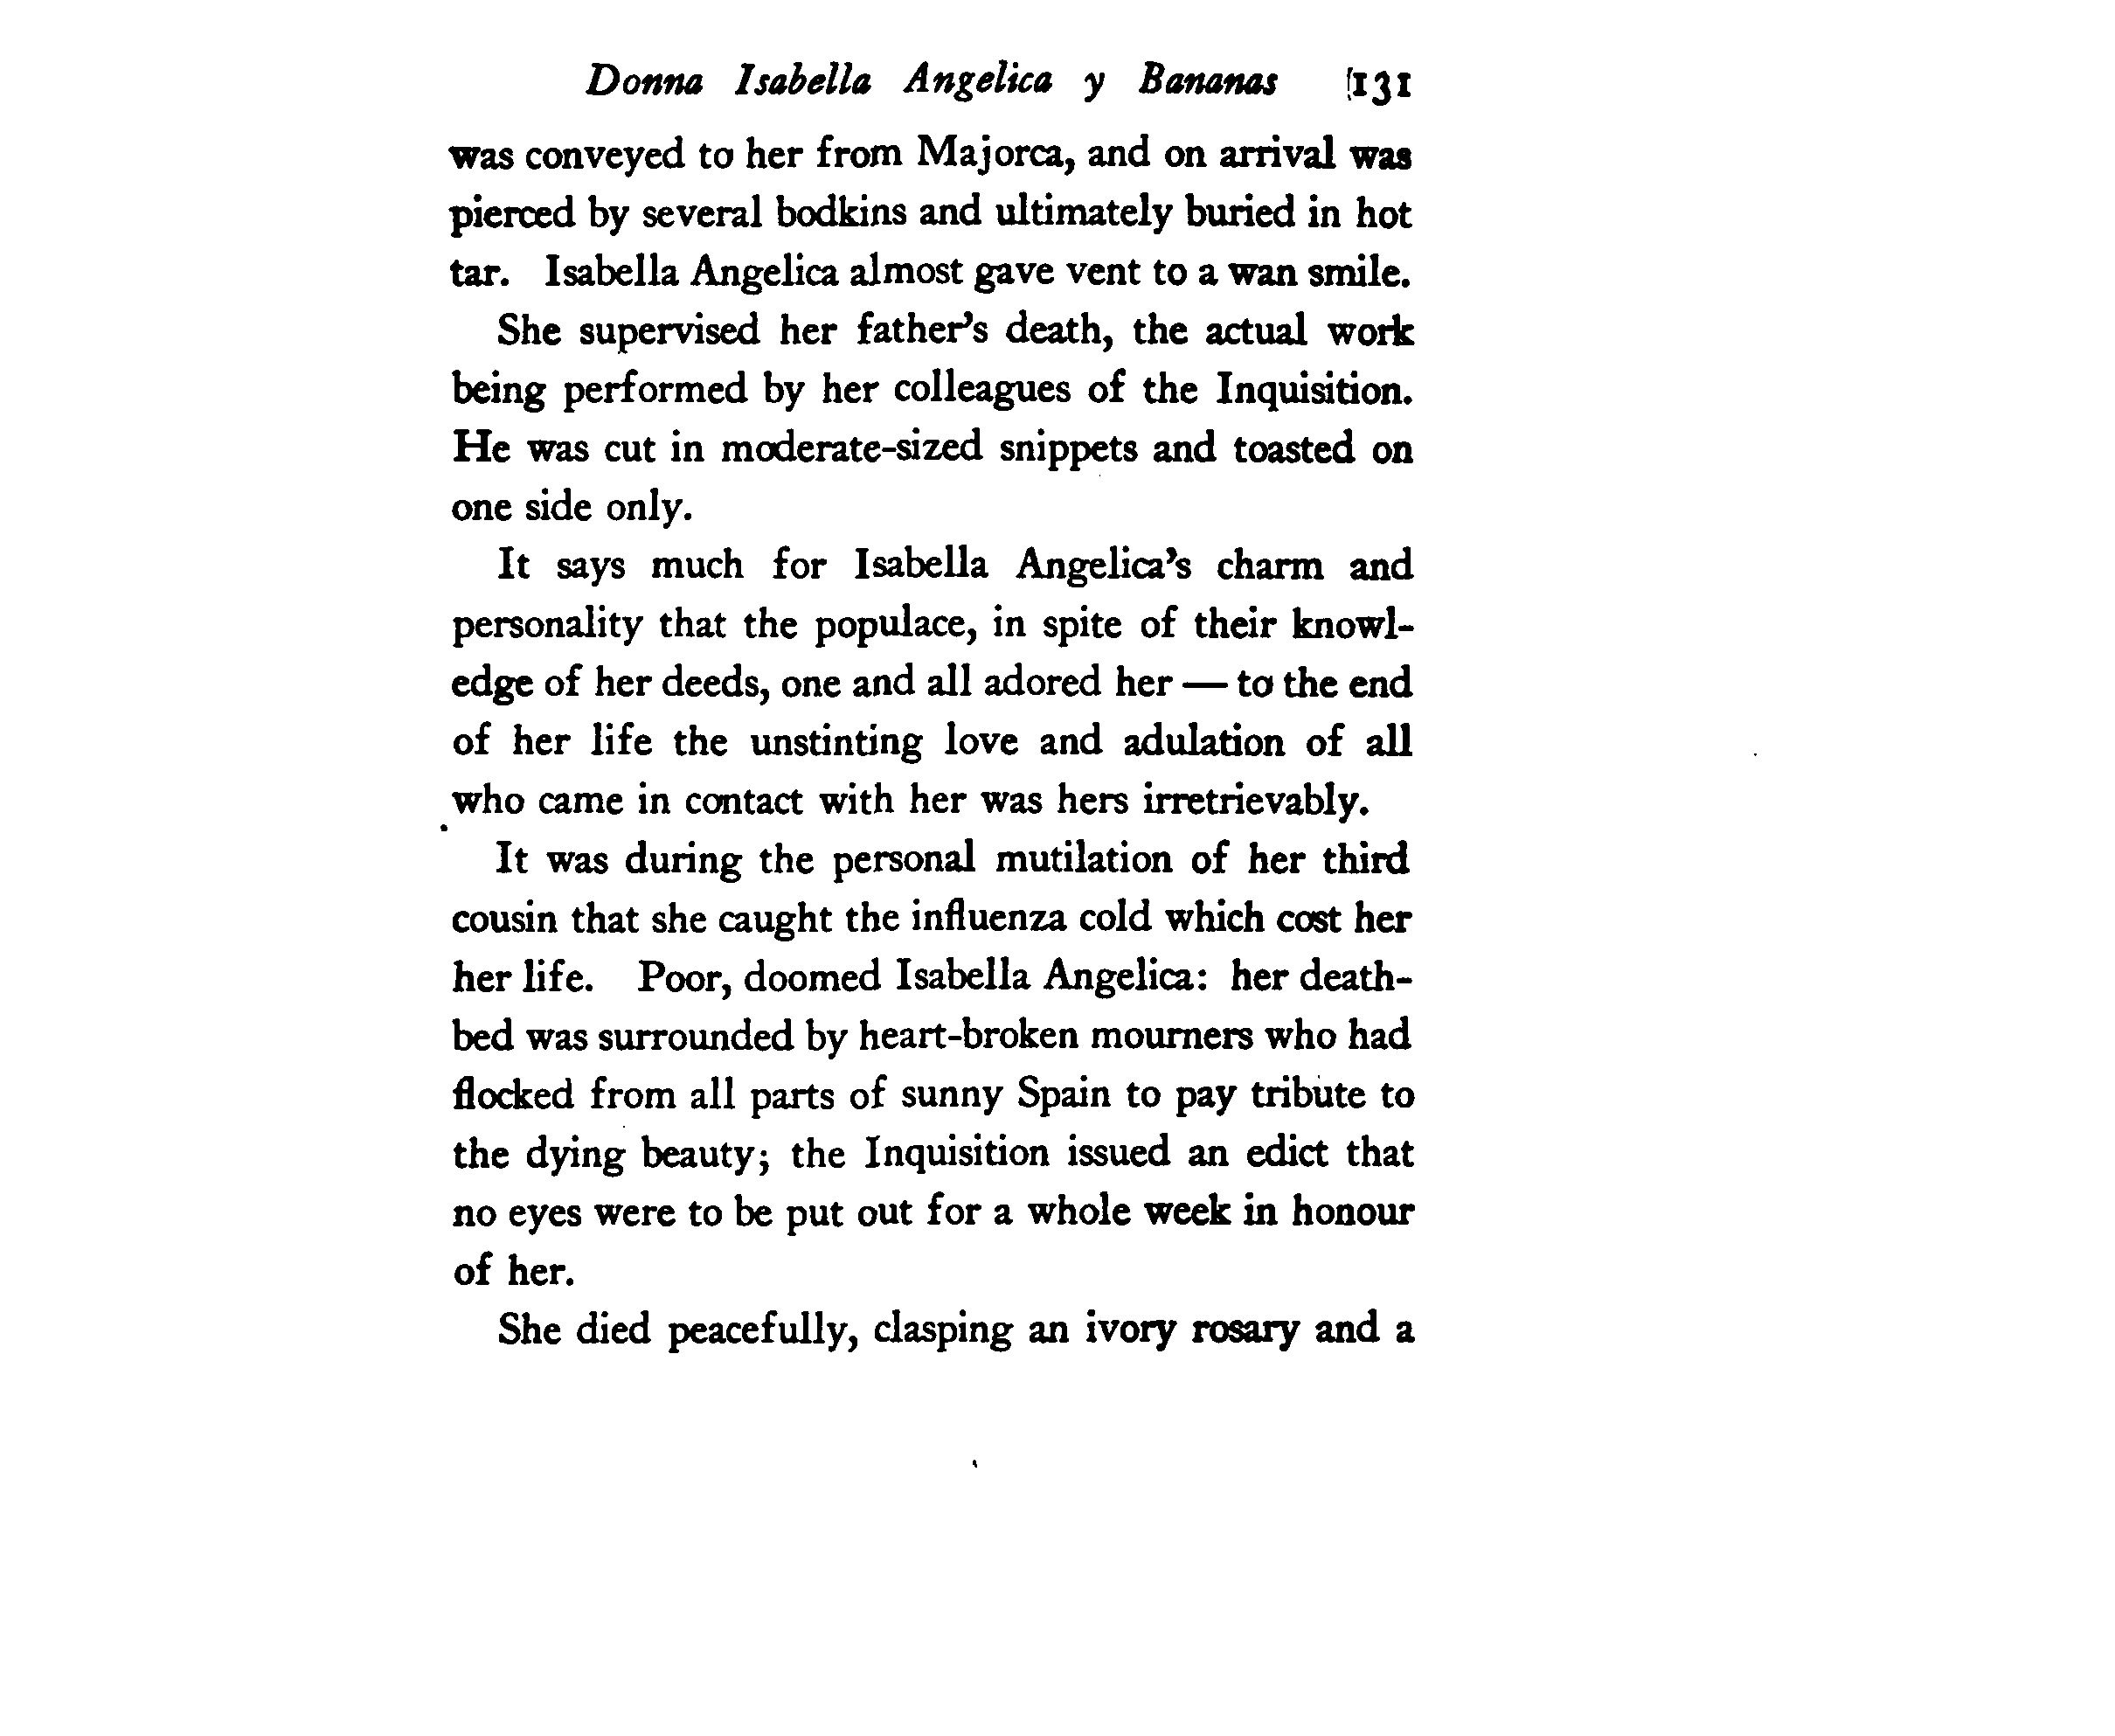 Donna Isabella Angelica y Bananas 131
was conveyed to her from Majorca, and on arrival was
pierced by several bodkins and ultimately buried in hot
tar. Isabella Angelica almost gave vent to a wan smile.
She supervised her father's death, the actual work
being performed by her colleagues of the Inquisition.
He was cut in moderate-sized snippets and toasted on
one side only.
It says much for Isabella Angelica's charm and
personality that the populace, in spite of their knowl-
edge of her deeds, one and all adored her — to the end
of her life the unstinting love and adulation of all
who came in contact with her was hers irretrievably.
It was during the personal mutilation of her third
cousin that she caught the influenza cold which cost her
her life. Poor, doomed Isabella Angelica: her death-
bed was surrounded by heart-broken mourners who had
flocked from all parts of sunny Spain to pay tribute to
the dying beauty; the Inquisition issued an edict that
no eyes were to be put out for a whole week in honour
of her.
She died peacefully, clasping an ivory rosary and a